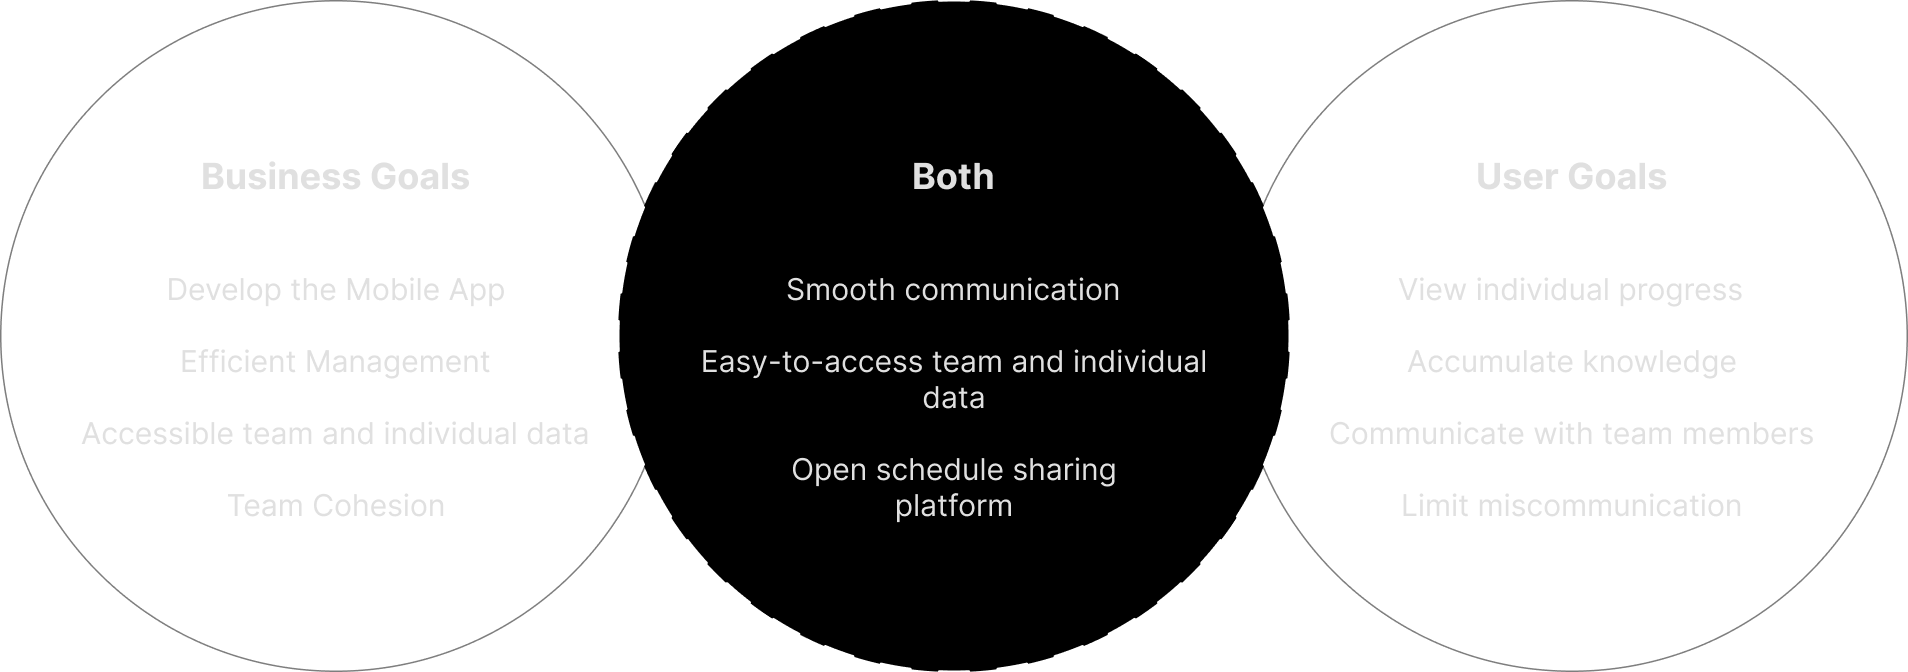 Business Goals
Develop the Mobile App
Efficient Management
Accessible team and individual data
Team Cohesion
Both
Smooth communication
Easy-to-access team and individual
data
Open schedule sharing
platform
User Goals
View individual progress
Accumulate knowledge
Communicate with team members
Limit miscommunication